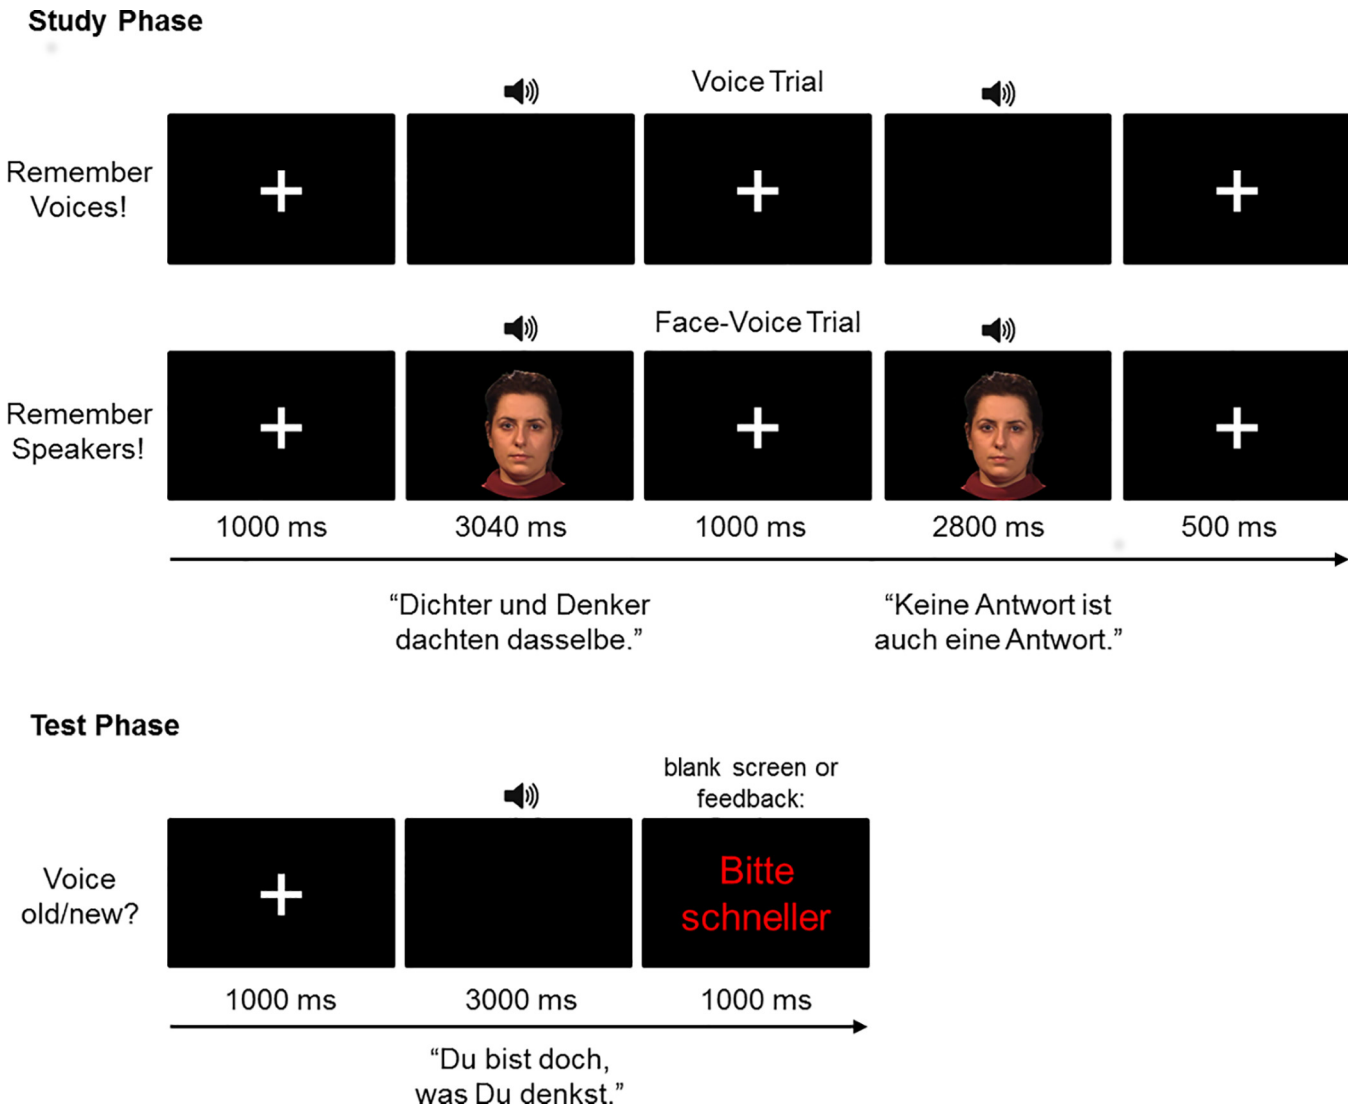 Study Phase
Voice Trial
Remember
Voices!
Face-Voice Trial
Remember
Speakers!
1000 ms
3040 ms
1000 ms
2800 ms
500 ms
“Dichter und Denker
dachten dasselbe.”
“Keine Antwort ist
auch eine Antwort.”
Test Phase
blank screen or
feedback:
Voice
old/new?
Bitte
schneller
1000 ms
3000 ms
1000 ms
“Du bist doch,
was Du denkst.”